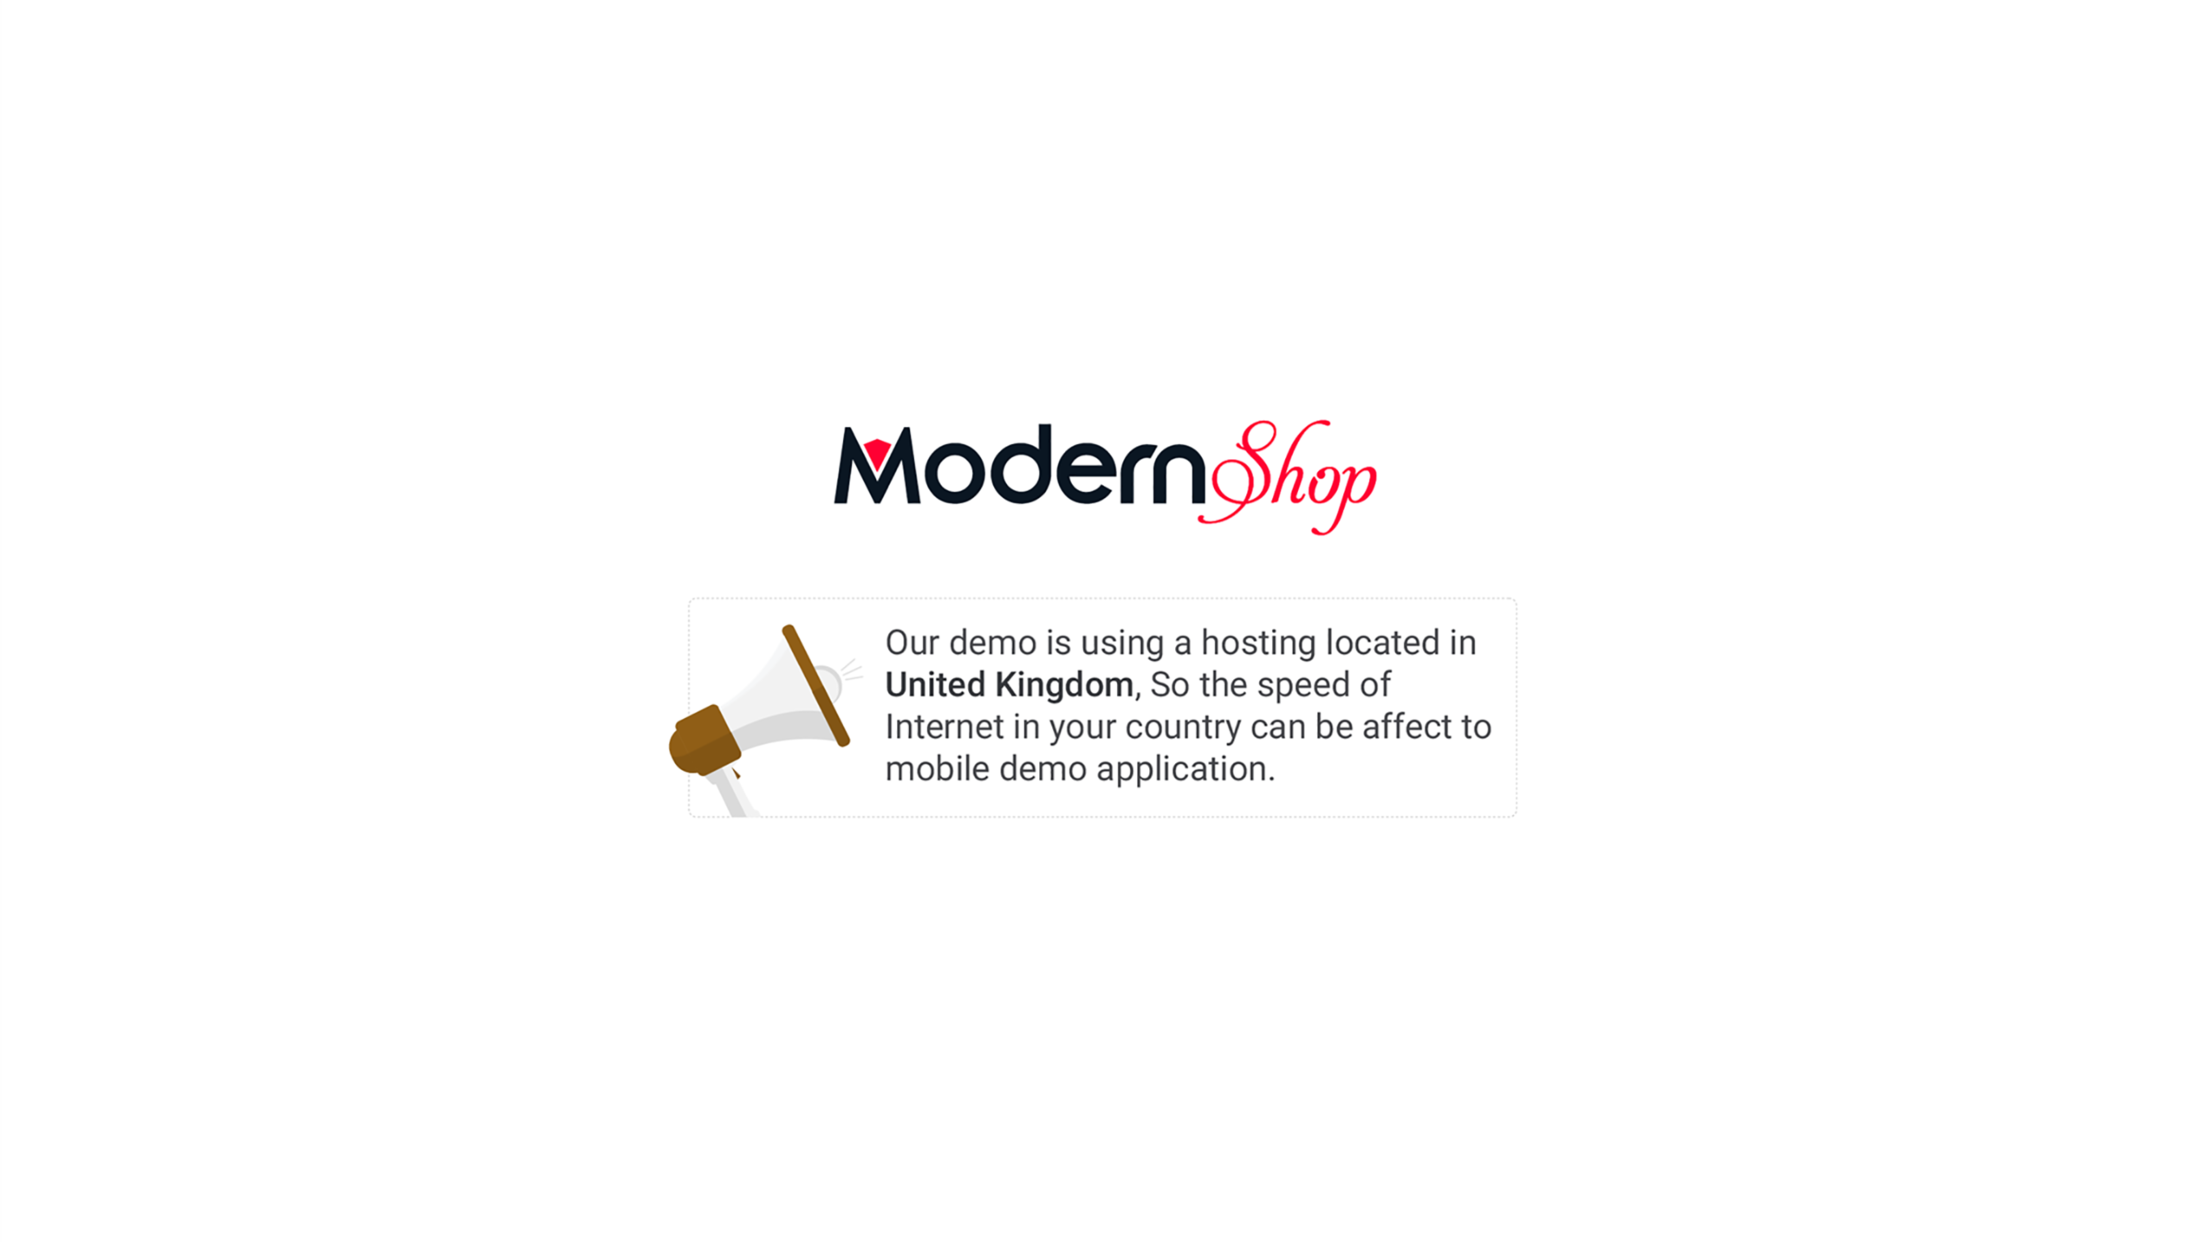 ModernShop
Our demo is using a hosting located in
United Kingdom, So the speed of
Internet in your country can be affect to
mobile demo application.